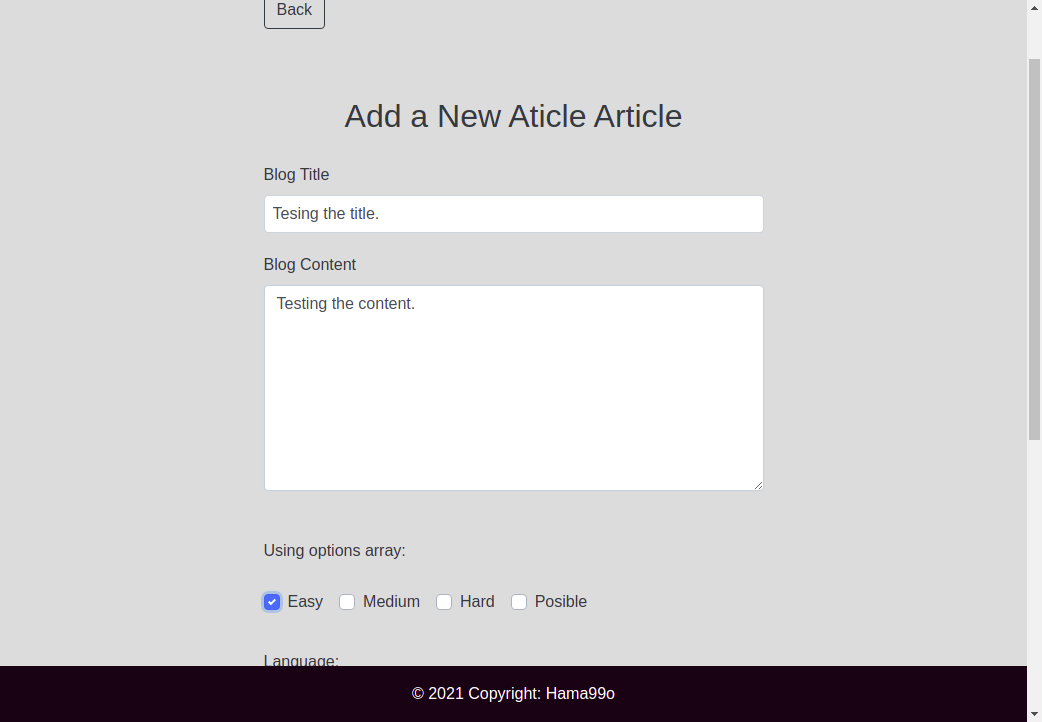 Back
Add a New Aticle Article
Blog Title
Tesing the title.
Blog Content
Testing the content.
Using options array:
Easy Medium Hard Posible
Language:
© 2021 Copyright: Hama99o